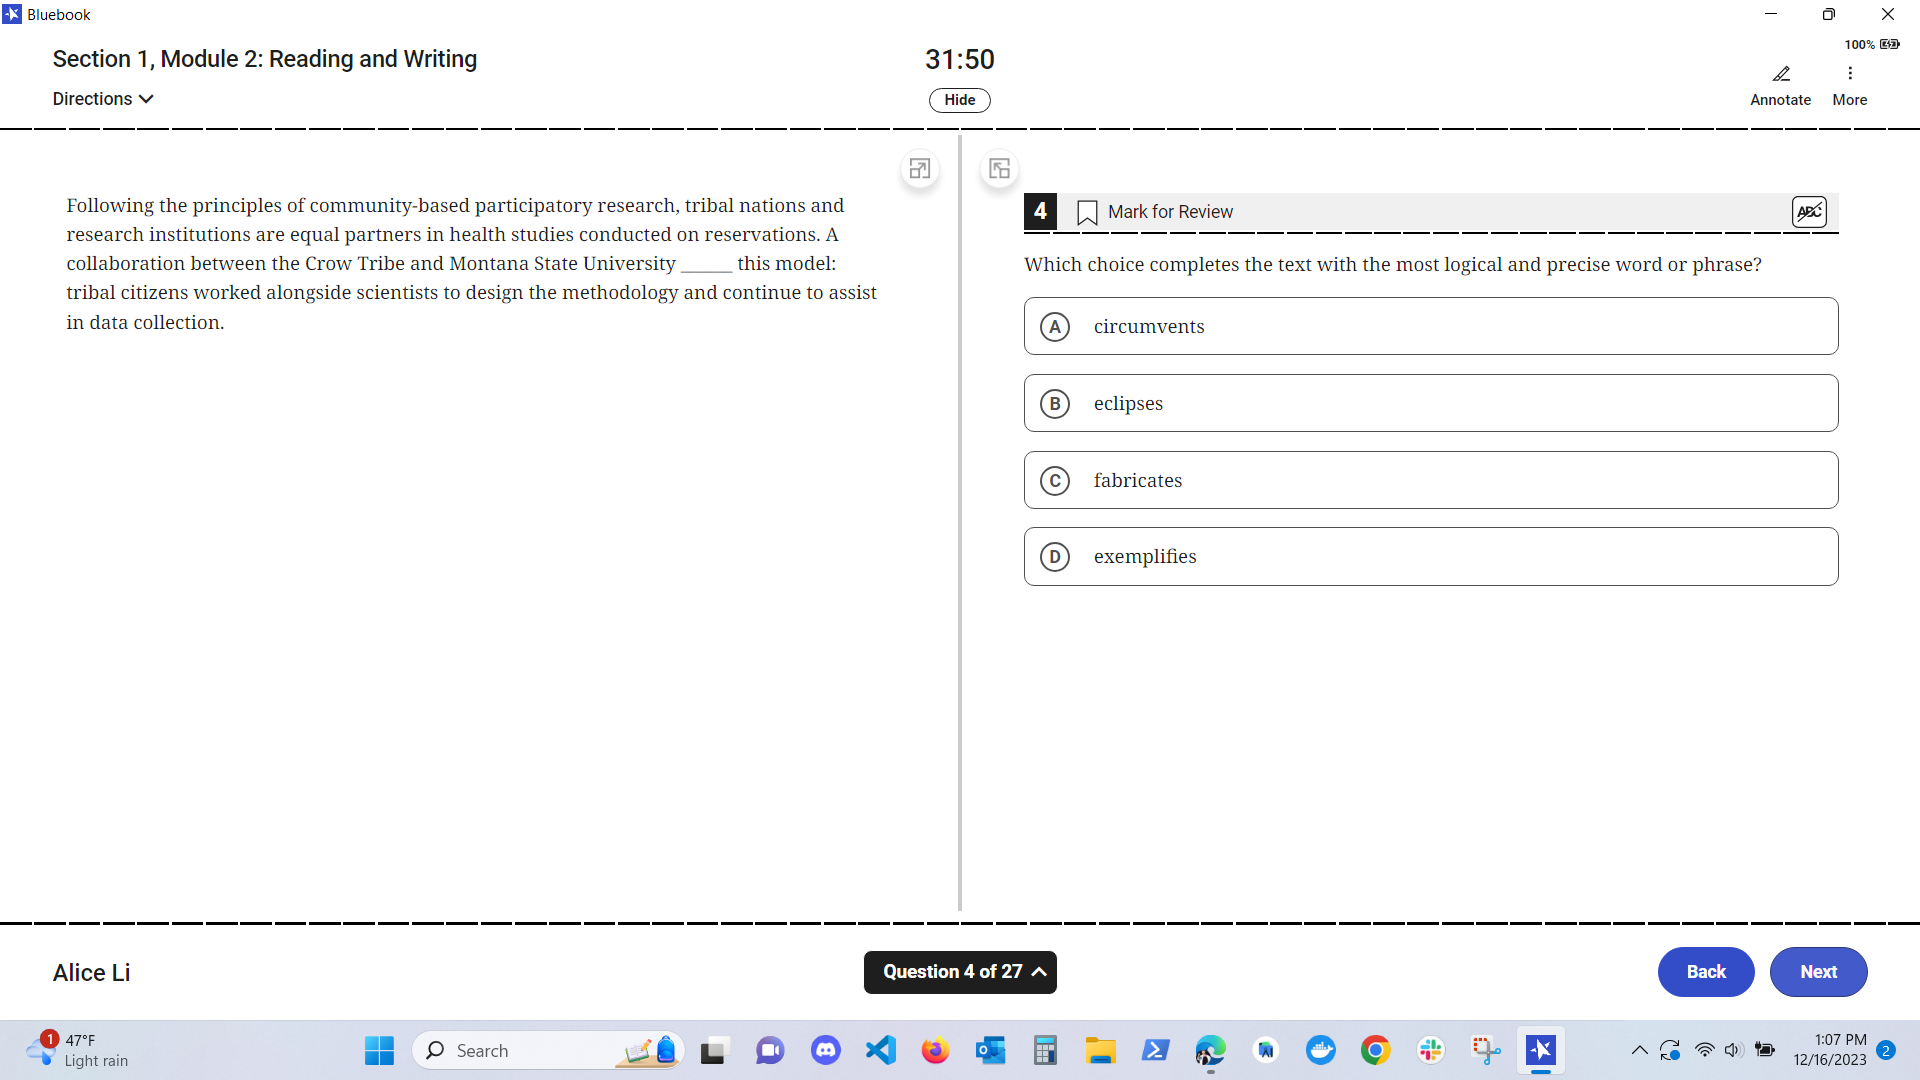 Bluebook
Section 1, Module 2: Reading and Writing
31:50
100%
Directions
Hide
Annotate
More
Following the principles of community-based participatory research, tribal nations and
research institutions are equal partners in health studies conducted on reservations. A
collaboration between the Crow Tribe and Montana State University ______ this model:
tribal citizens worked alongside scientists to design the methodology and continue to assist
in data collection.
4
Mark for Review
ABC
Which choice completes the text with the most logical and precise word or phrase?
A circumvents
B eclipses
C fabricates
D exemplifies
Alice Li
Question 4 of 27
Back
Next
1
47°F
Light rain
Search
1:07 PM
12/16/2023
2